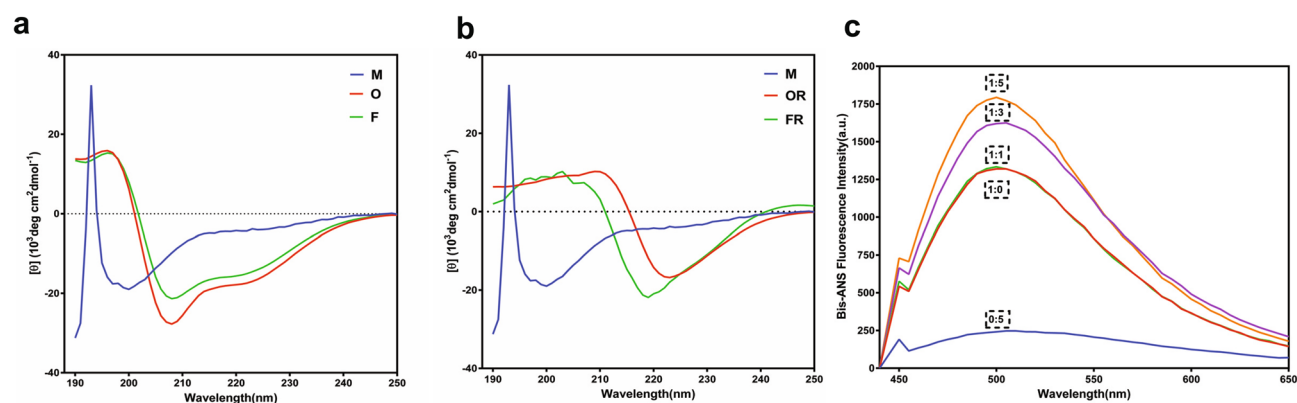 a
40
20
0
-20
-40
[θ] (10³deg cm²dmol⁻¹)
M
O
F
190 200 210 220 230 240 250
Wavelength(nm)
b
40
20
0
-20
-40
[θ] (10³deg cm²dmol⁻¹)
M
OR
FR
190 200 210 220 230 240 250
Wavelength(nm)
c
2000
1750
1500
1250
1000
750
500
250
0
Bis-ANS Fluorescence Intensity(a.u.)
1:5
1:3
1:1
1:0
0:5
450 500 550 600 650
Wavelength(nm)